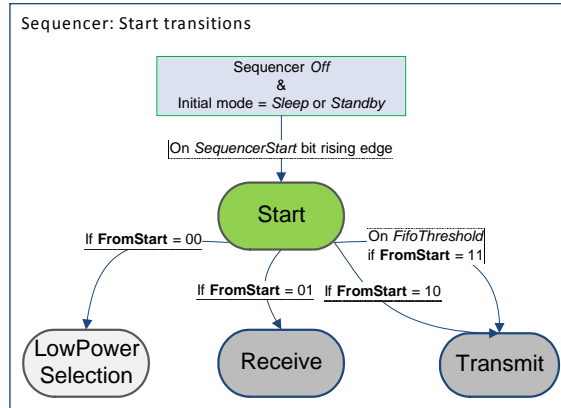 Sequencer: Start transitions
Sequencer Off
&
Initial mode = Sleep or Standby
On SequencerStart bit rising edge
Start
If FromStart = 00
On FifoThreshold
if FromStart = 11
If FromStart = 01
If FromStart = 10
LowPower
Selection
Receive
Transmit